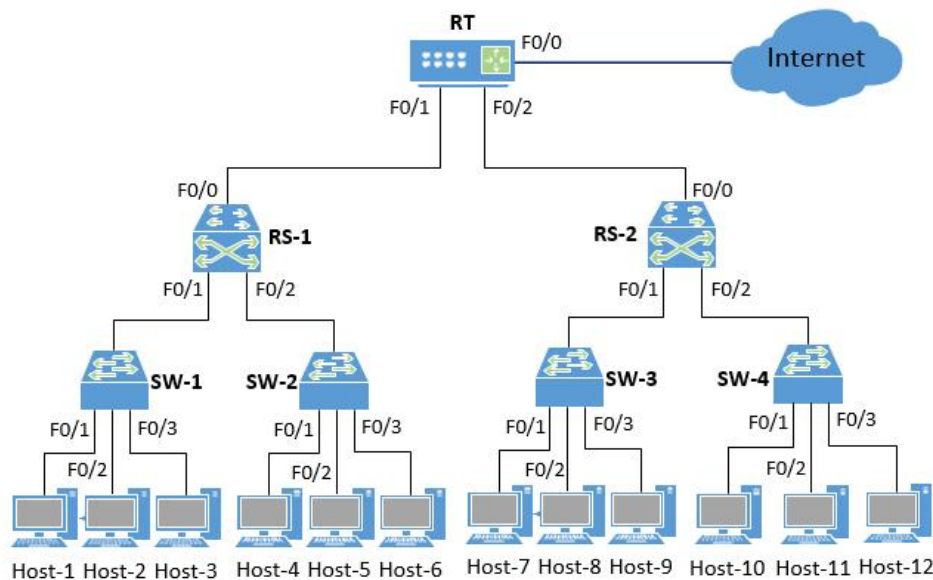 RT
F0/0
Internet
F0/1
F0/2
F0/0
F0/0
RS-1
RS-2
F0/1
F0/2
F0/1
F0/2
SW-1
SW-2
SW-3
SW-4
F0/1
F0/3
F0/2
F0/1
F0/3
F0/2
F0/1
F0/3
F0/2
F0/1
F0/3
F0/2
Host-1 Host-2 Host-3 Host-4 Host-5 Host-6 Host-7 Host-8 Host-9 Host-10 Host-11 Host-12